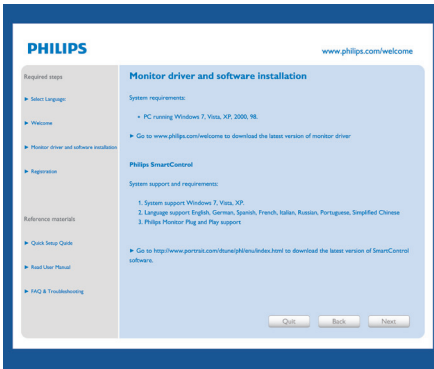 PHILIPS
www.philips.com/welcome
Required steps
Select Language
Welcome
Monitor driver and software installation
Registration
Reference materials
Quick Setup Guide
Read User Manual
FAQ & Troubleshooting
Monitor driver and software installation
System requirements:
• PC running Windows 7, Vista, XP, 2000, 98.
Go to www.philips.com/welcome to download the latest version of monitor driver
Philips SmartControl
System support and requirements:
1. System support Windows 7, Vista, XP.
2. Language support English, German, Spanish, French, Italian, Russian, Portuguese, Simplified Chinese
3. Philips Monitor Plug and Play support
Go to http://www.portrait.com/dtune/phl/enu/index.html to download the latest version of SmartControl
software.
Quit
Back
Next